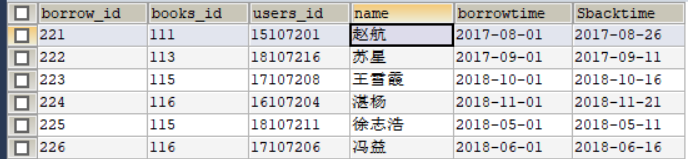 borrow_id books_id users_id name borrowtime Sbacktime
221 111 15107201 赵航 2017-08-01 2017-08-26
222 113 18107216 苏星 2017-09-01 2017-09-11
223 115 17107208 王雪霞 2018-10-01 2018-10-16
224 116 16107204 湛杨 2018-11-01 2018-11-21
225 115 18107211 徐志浩 2018-05-01 2018-05-11
226 116 17107206 冯益 2018-06-01 2018-06-16